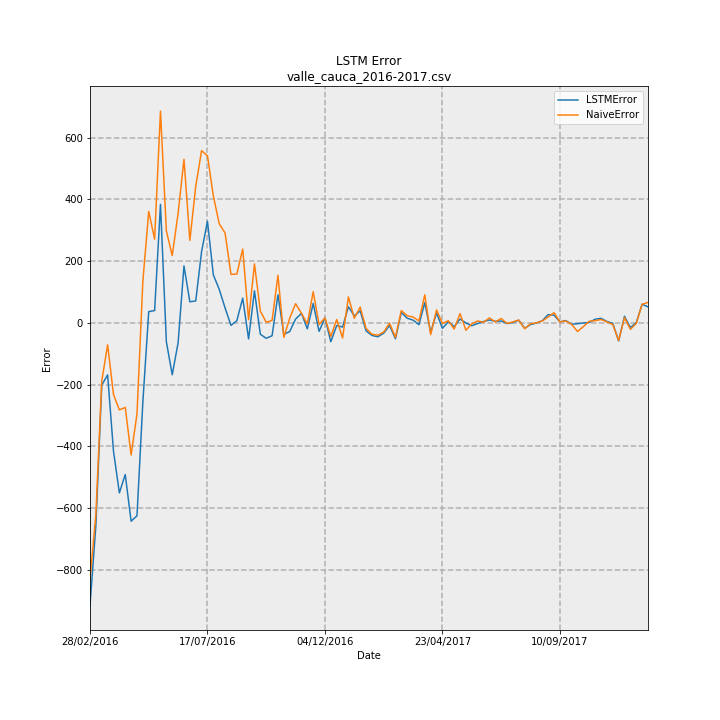 LSTM Error
valle_cauca_2016-2017.csv
LSTMError
NaiveError
600
400
200
0
−200
−400
−600
−800
Error
28/02/2016
17/07/2016
04/12/2016
23/04/2017
10/09/2017
Date